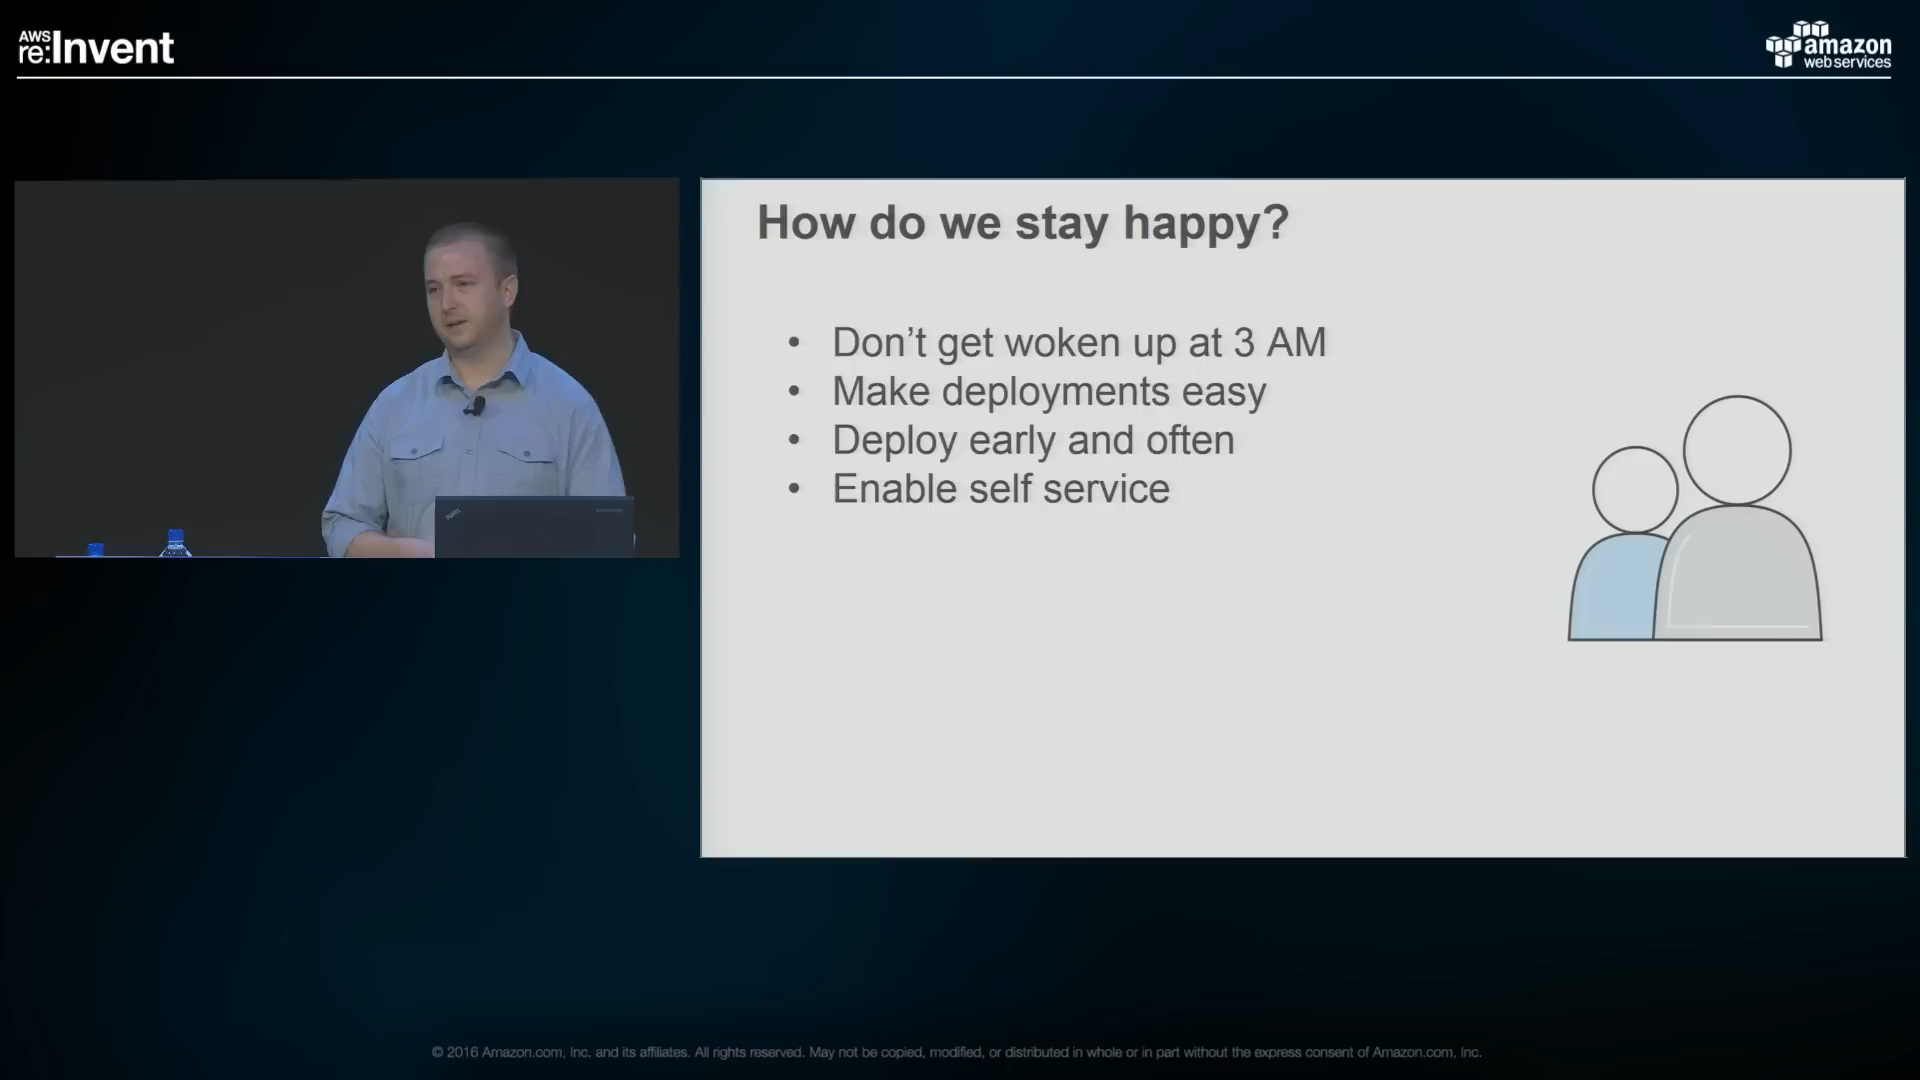 AWS
re:Invent
amazon
web services
How do we stay happy?
• Don't get woken up at 3 AM
• Make deployments easy
• Deploy early and often
• Enable self service
© 2016 Amazon.com, Inc. and its affiliates. All rights reserved. May not be copied, modified, or distributed in whole or in part without the express consent of Amazon.com, Inc.